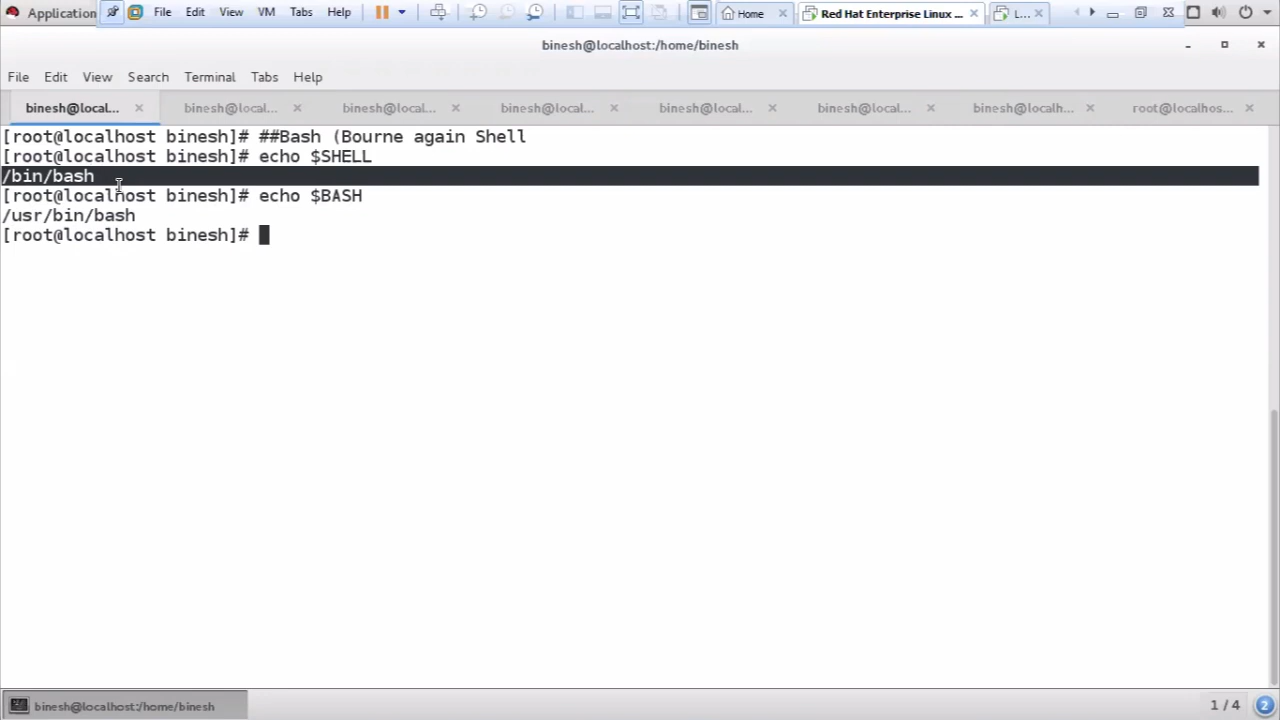 Application File Edit View VM Tabs Help Home Red Hat Enterprise Linux ... L...
binesh@localhost:/home/binesh
File Edit View Search Terminal Tabs Help
binesh@local... binesh@local... binesh@local... binesh@local... binesh@local... binesh@local... binesh@localh... root@localhos...
[root@localhost binesh]# ##Bash (Bourne again Shell
[root@localhost binesh]# echo $SHELL
/bin/bash
[root@localhost binesh]# echo $BASH
/usr/bin/bash
[root@localhost binesh]#
binesh@localhost:/home/binesh 1 / 4 2